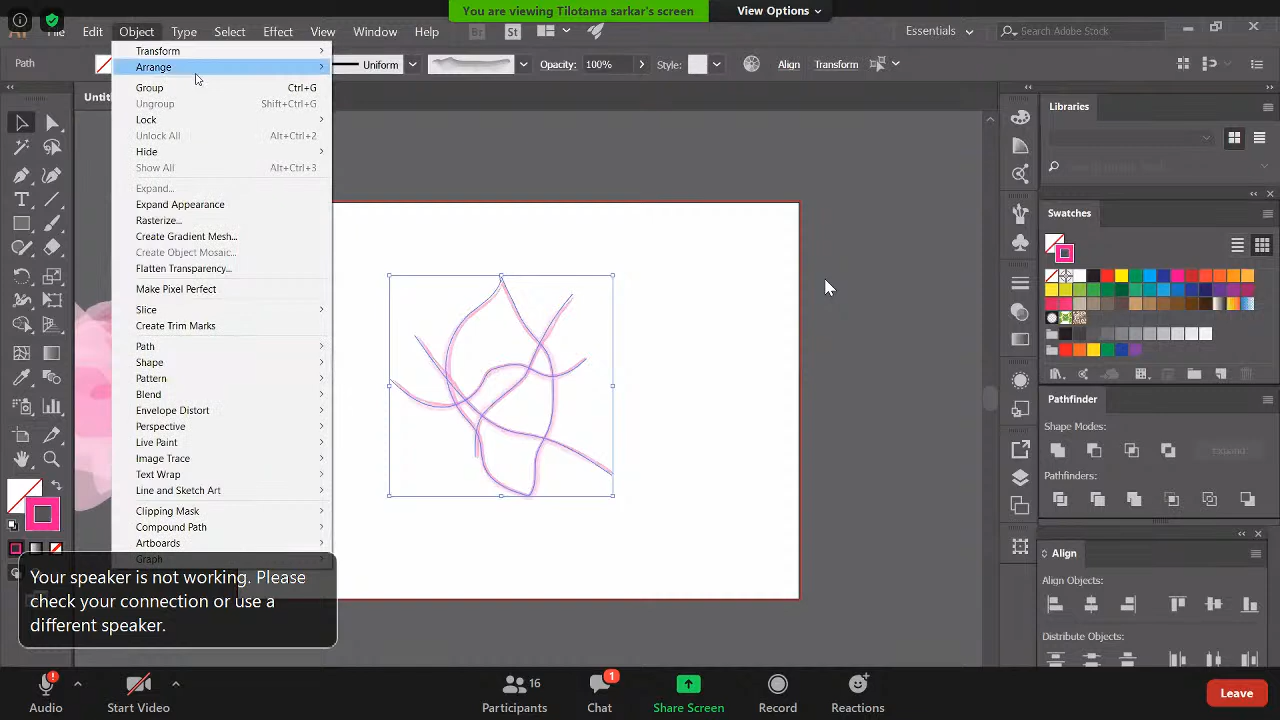 You are viewing Tilotama sarkar's screen
View Options
Edit
Object
Type
Select
Effect
View
Window
Help
Br
St
Essentials
Search Adobe Stock
Path
Uniform
Opacity:
100%
Style:
Align
Transform
Transform
Arrange
Group Ctrl+G
Ungroup Shift+Ctrl+G
Lock
Unlock All Alt+Ctrl+2
Hide
Show All Alt+Ctrl+3
Expand...
Expand Appearance
Rasterize...
Create Gradient Mesh...
Create Object Mosaic...
Flatten Transparency...
Make Pixel Perfect
Slice
Create Trim Marks
Path
Shape
Pattern
Blend
Envelope Distort
Perspective
Live Paint
Image Trace
Text Wrap
Line and Sketch Art
Clipping Mask
Compound Path
Artboards
Graph
Untit
Libraries
Swatches
Pathfinder
Shape Modes:
Expand
Pathfinders:
Align
Align Objects:
Distribute Objects:
Your speaker is not working. Please
check your connection or use a
different speaker.
Audio
Start Video
16
Participants
1
Chat
Share Screen
Record
Reactions
Leave